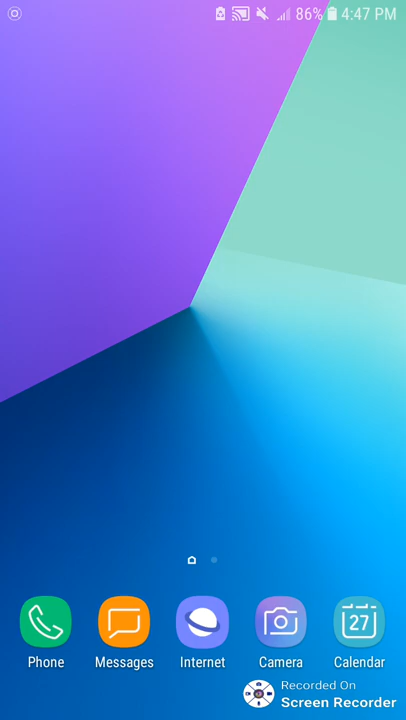 86% 4:47 PM
27
Phone Messages Internet Camera Calendar
Recorded On
Screen Recorder